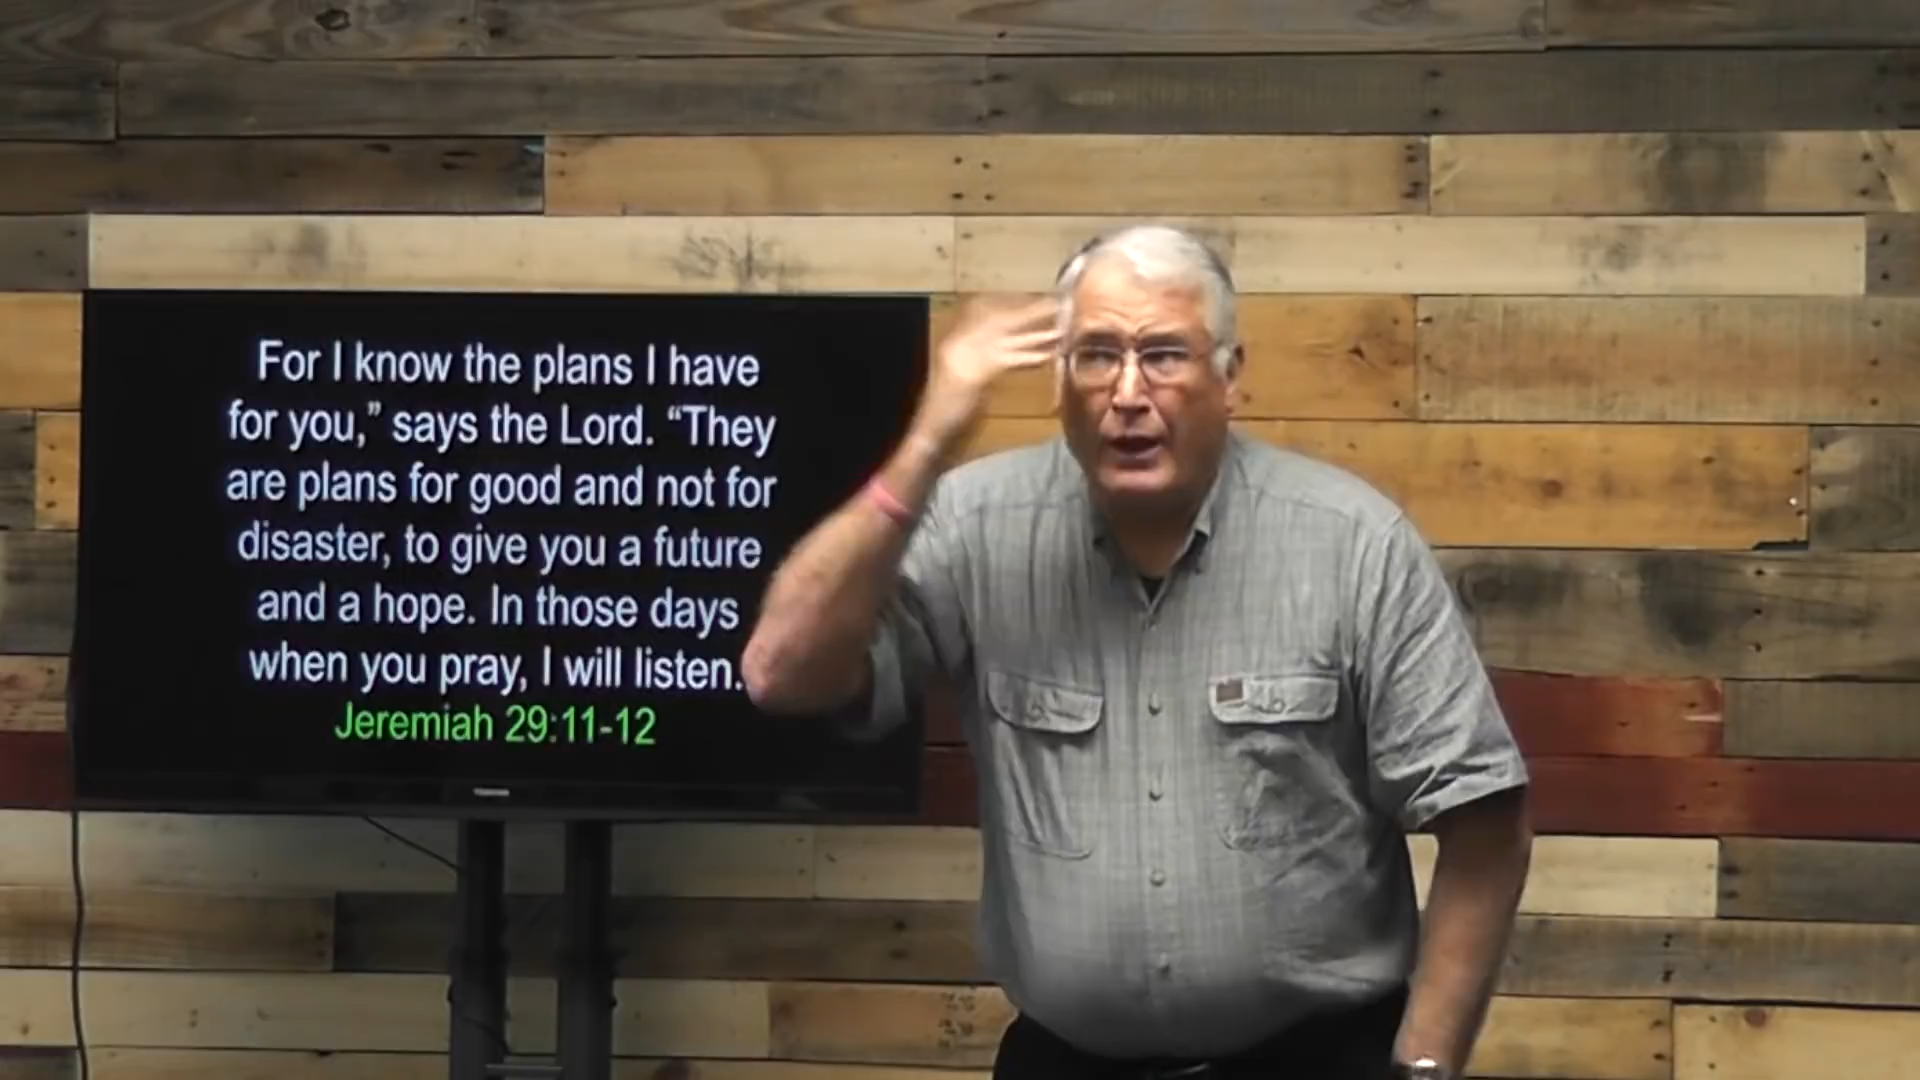 For I know the plans I have
for you,” says the Lord. “They
are plans for good and not for
disaster, to give you a future
and a hope. In those days
when you pray, I will listen.
Jeremiah 29:11-12
TOSHIBA